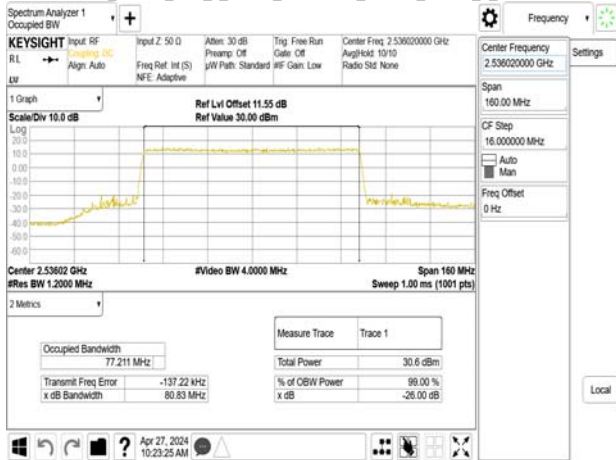 Spectrum Analyzer 1
Occupied BW
+
Frequency
KEYSIGHT
RL
Input: RF
Coupling: DC
Align: Auto
Input Z: 50 Ω
Freq Ref: Int (S)
NFE: Adaptive
Atten: 30 dB
Preamp: Off
µW Path: Standard
Trig: Free Run
Gate: Off
#IF Gain: Low
Center Freq: 2.536020000 GHz
Avg|Hold: 10/10
Radio Std: None
Center Frequency
2.536020000 GHz
Settings
Span
160.00 MHz
CF Step
16.000000 MHz
Auto
Man
Freq Offset
0 Hz
Local
1 Graph
Scale/Div 10.0 dB
Ref Lvl Offset 11.55 dB
Ref Value 30.00 dBm
Log
20.0
10.0
0.00
-10.0
-20.0
-30.0
-40.0
-50.0
-60.0
Center 2.53602 GHz
#Res BW 1.2000 MHz
#Video BW 4.0000 MHz
Span 160 MHz
Sweep 1.00 ms (1001 pts)
2 Metrics
Measure Trace Trace 1
Occupied Bandwidth
77.211 MHz
Total Power 30.6 dBm
Transmit Freq Error -137.22 kHz
% of OBW Power 99.00 %
x dB Bandwidth 80.83 MHz
x dB -26.00 dB
?
Apr 27, 2024
10:23:25 AM